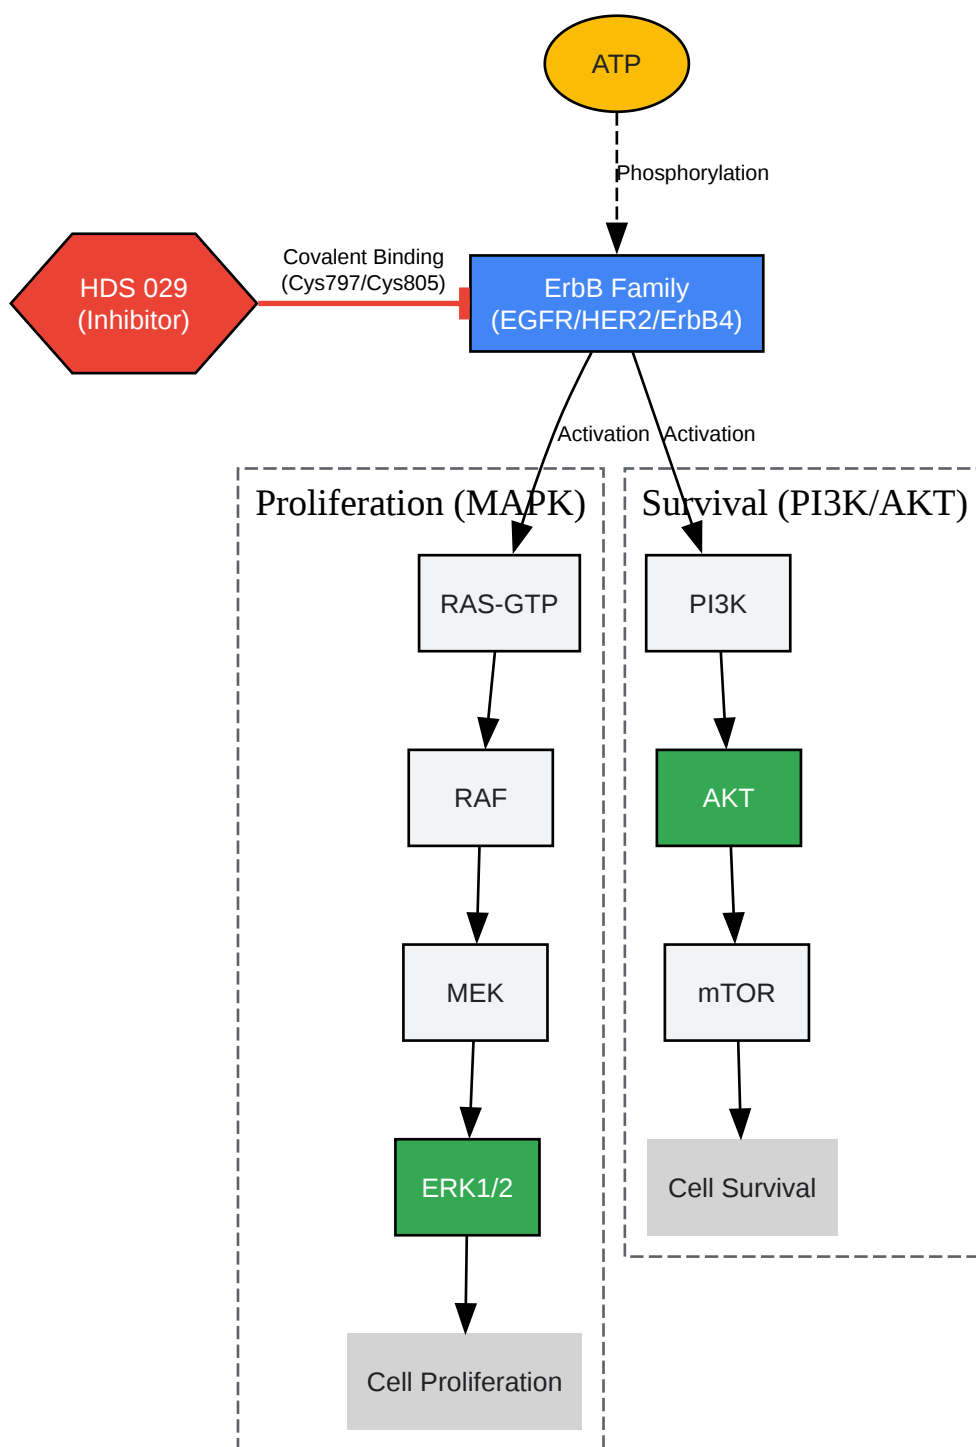 ATP
Phosphorylation
Covalent Binding
(Cys797/Cys805)
HDS 029
(Inhibitor)
ErbB Family
(EGFR/HER2/ErbB4)
Activation
Activation
Proliferation (MAPK)
Survival (PI3K/AKT)
RAS-GTP
PI3K
RAF
AKT
MEK
mTOR
ERK1/2
Cell Survival
Cell Proliferation